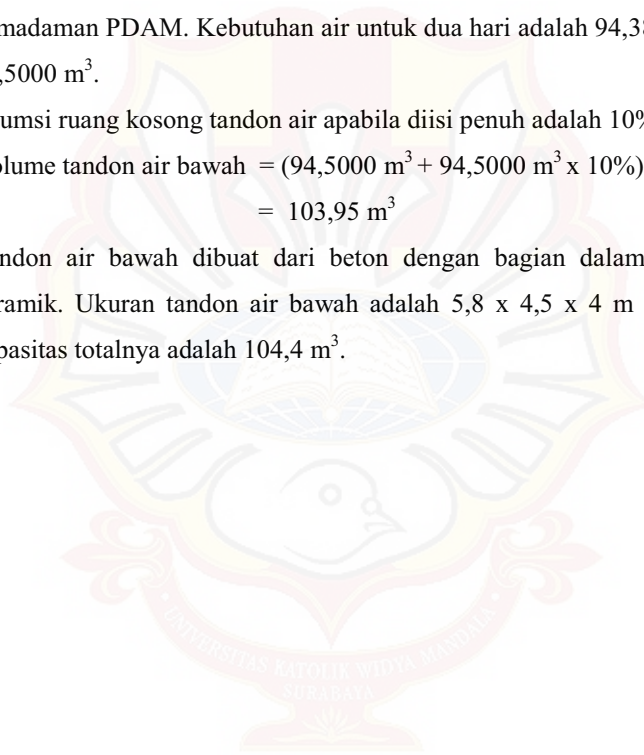 madaman PDAM. Kebutuhan air untuk dua hari adalah 94,38
,5000 m³.
umsi ruang kosong tandon air apabila diisi penuh adalah 10%
olume tandon air bawah = (94,5000 m³ + 94,5000 m³ x 10%)
= 103,95 m³
ndon air bawah dibuat dari beton dengan bagian dalam
ramik. Ukuran tandon air bawah adalah 5,8 x 4,5 x 4 m
pasitas totalnya adalah 104,4 m³.
UNIVERSITAS KATOLIK WIDYA MANDALA
SURABAYA